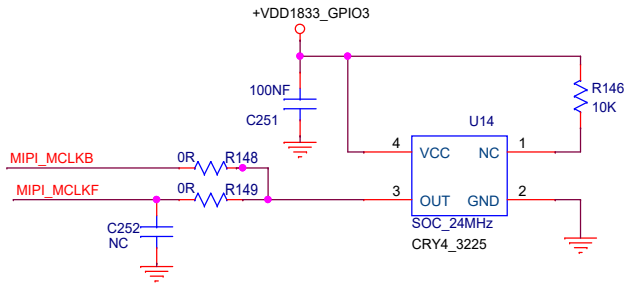 +VDD1833_GPIO3
100NF
C251
R146
10K
U14
MIPI_MCLKB
0R
R148
4
VCC
NC
1
MIPI_MCLKF
0R
R149
3
OUT
GND
2
C252
NC
SOC_24MHz
CRY4_3225